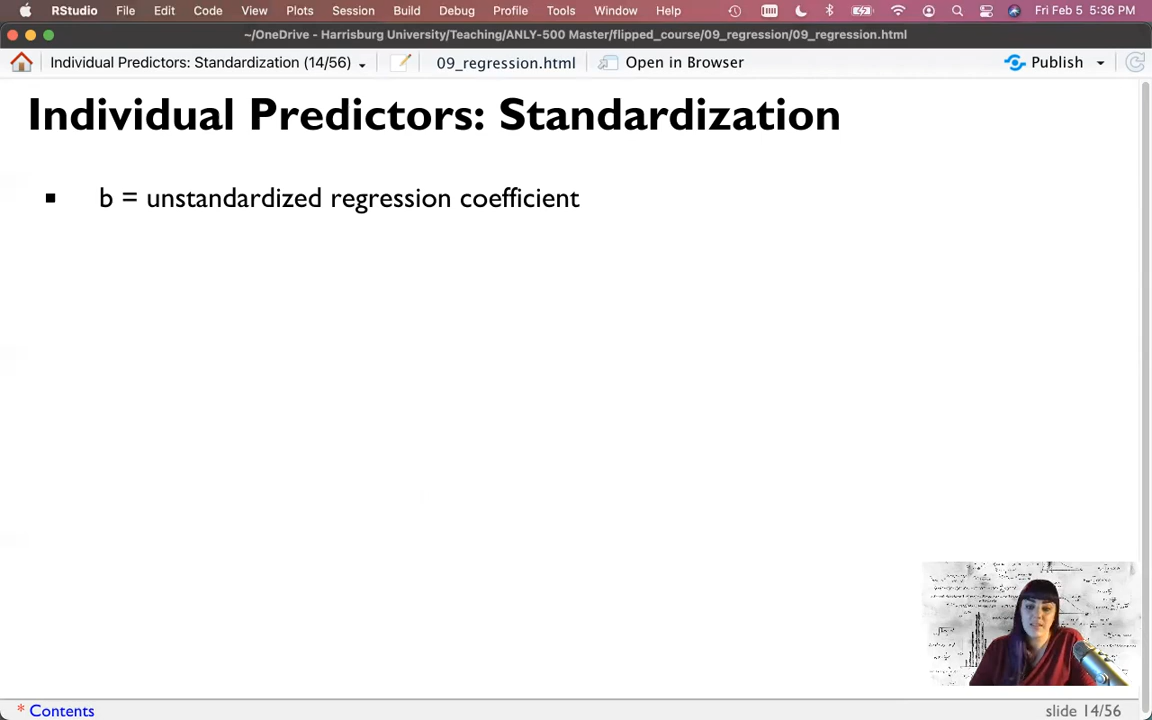 RStudio File Edit Code View Plots Session Build Debug Profile Tools Window Help Fri Feb 5 5:36 PM
~/OneDrive - Harrisburg University/Teaching/ANLY-500 Master/flipped_course/09_regression/09_regression.html
Individual Predictors: Standardization (14/56) 09_regression.html Open in Browser Publish
Individual Predictors: Standardization
▪ b = unstandardized regression coefficient
* Contents slide 14/56